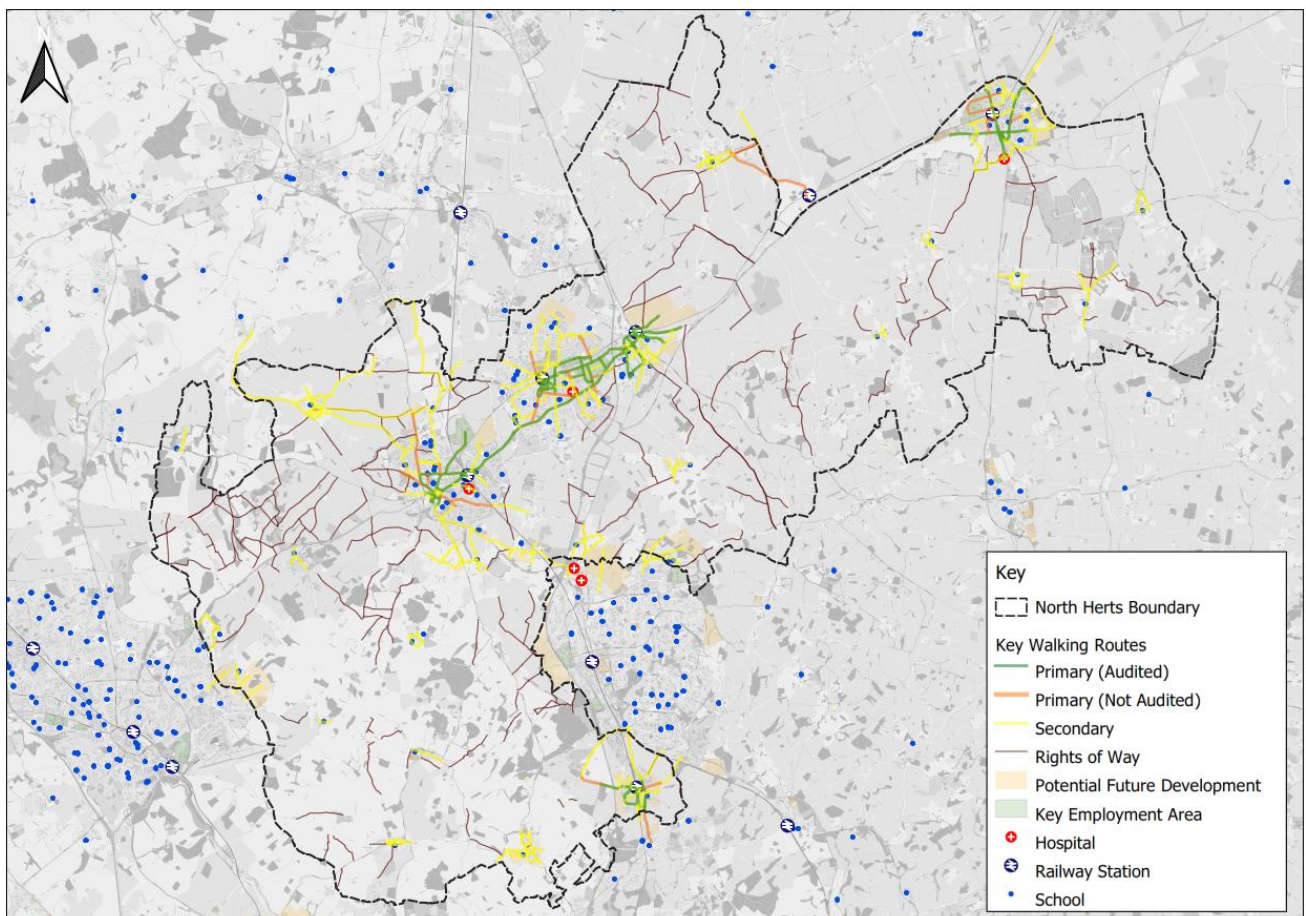 Key
North Herts Boundary
Key Walking Routes
Primary (Audited)
Primary (Not Audited)
Secondary
Rights of Way
Potential Future Development
Key Employment Area
Hospital
Railway Station
School